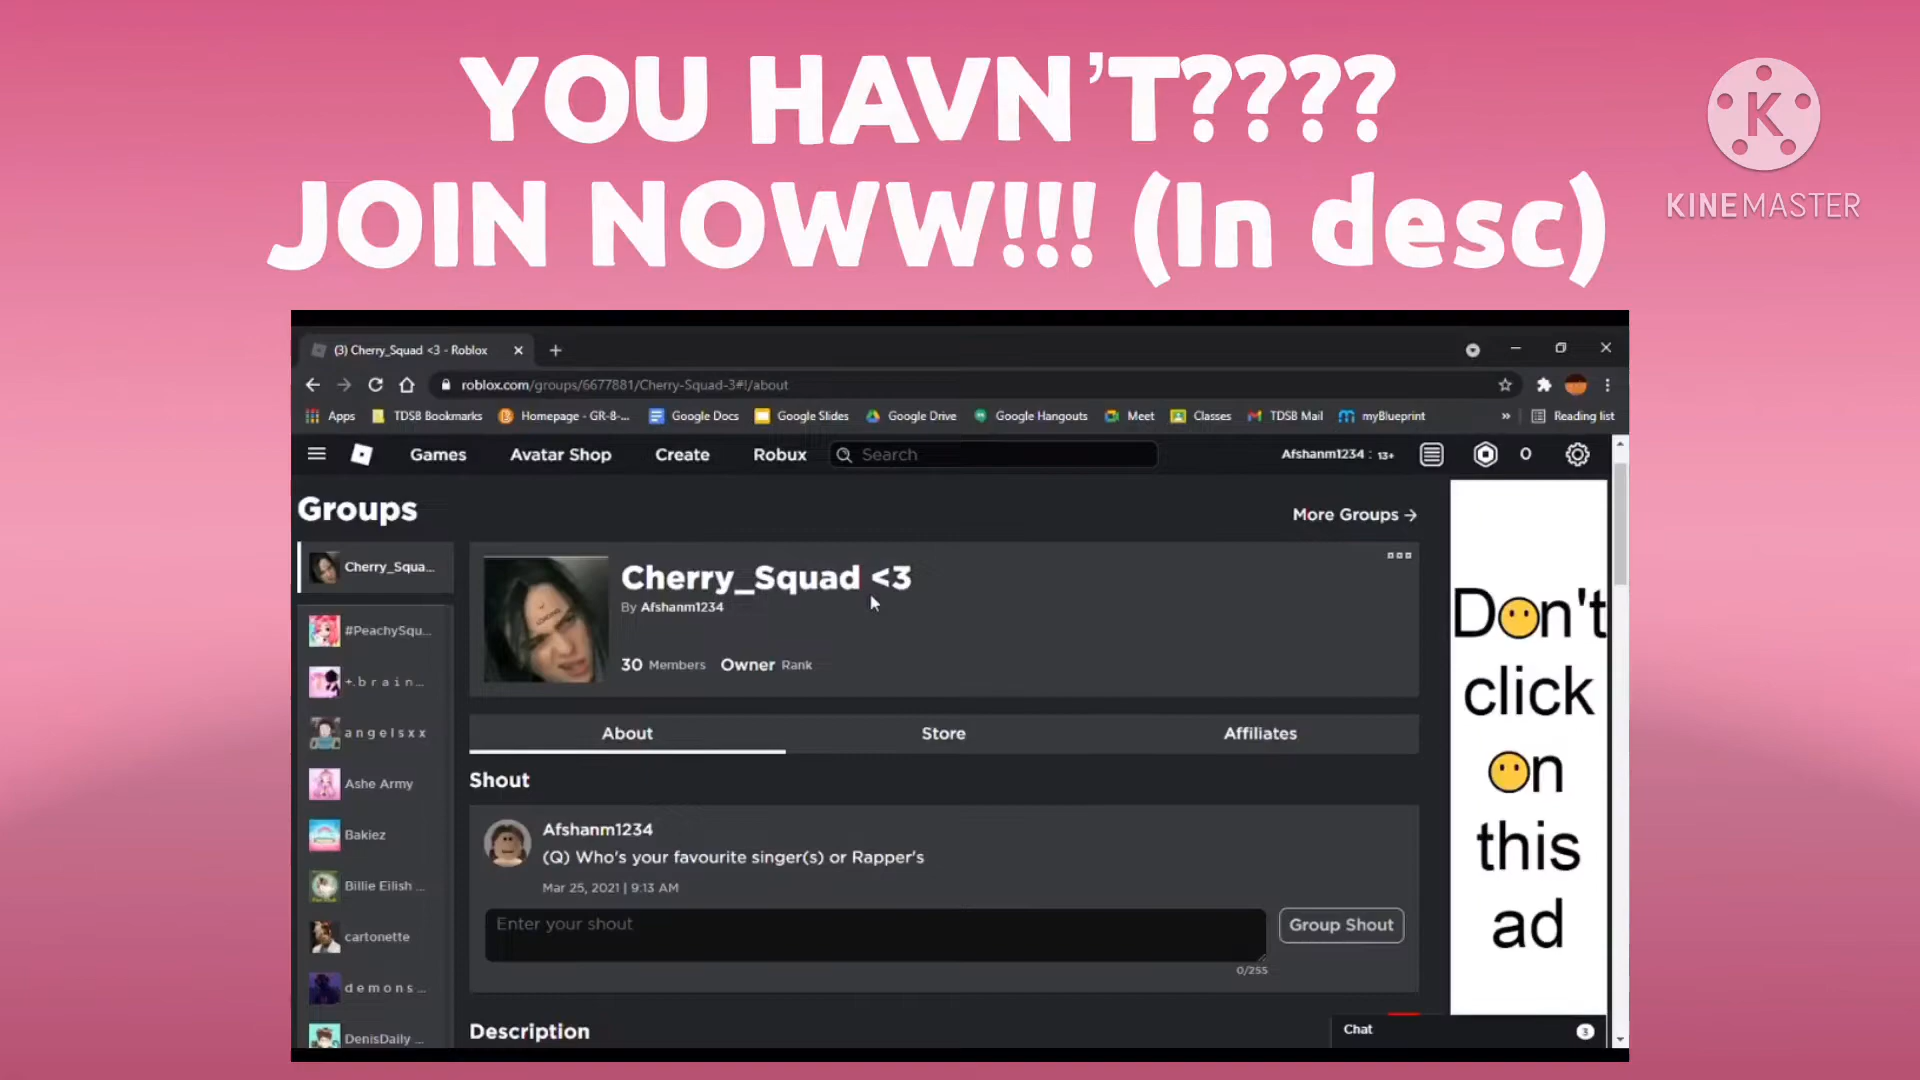 YOU HAVN'T????
JOIN NOWW!!! (In desc)
K
KINEMASTER
(3) Cherry_Squad <3 - Roblox
roblox.com/groups/6677881/Cherry-Squad-3#!/about
Apps TDSB Bookmarks Homepage - GR-8-... Google Docs Google Slides Google Drive Google Hangouts Meet Classes TDSB Mail myBlueprint » Reading list
Games Avatar Shop Create Robux Search Afshanm1234 : 13+ 0
Groups
More Groups →
Cherry_Squa...
#PeachySqu...
+.brain...
angelsxx
Ashe Army
Bakiez
Billie Eilish ...
cartonette
demons...
DenisDaily ...
Cherry_Squad <3
By Afshanm1234
30 Members Owner Rank
About Store Affiliates
Shout
Afshanm1234
(Q) Who's your favourite singer(s) or Rapper's
Mar 25, 2021 | 9:13 AM
Enter your shout
Group Shout
0/255
Description
Don't
click
on
this
ad
Chat 3